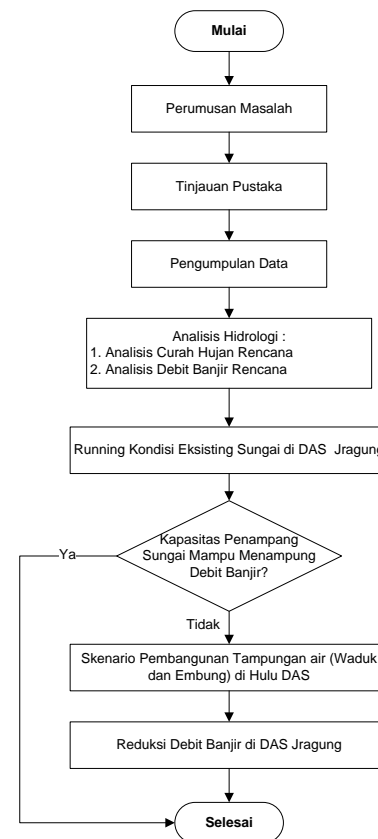 Mulai
Perumusan Masalah
Tinjauan Pustaka
Pengumpulan Data
Analisis Hidrologi :
1. Analisis Curah Hujan Rencana
2. Analisis Debit Banjir Rencana
Running Kondisi Eksisting Sungai di DAS Jragung
Kapasitas Penampang
Sungai Mampu Menampung
Debit Banjir?
Ya
Tidak
Skenario Pembangunan Tampungan air (Waduk
dan Embung) di Hulu DAS
Reduksi Debit Banjir di DAS Jragung
Selesai